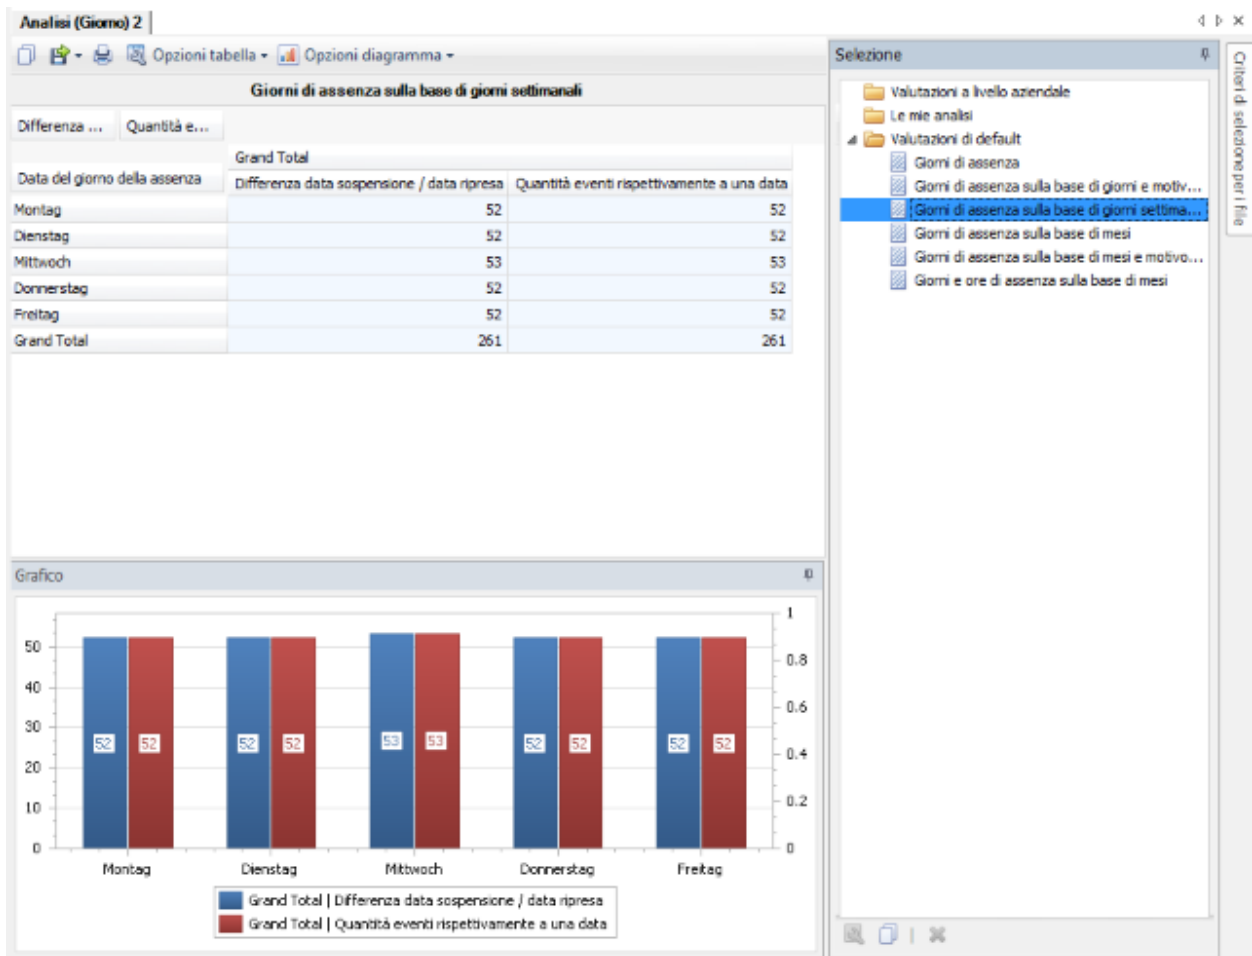 Analisi (Giorno) 2
Opzioni tabella Opzioni diagramma
Giorni di assenza sulla base di giorni settimanali
Differenza ... Quantità e...
Grand Total
Data del giorno della assenza Differenza data sospensione / data ripresa Quantità eventi rispettivamente a una data
Montag 52 52
Dienstag 52 52
Mittwoch 53 53
Donnerstag 52 52
Freitag 52 52
Grand Total 261 261
Selezione
Valutazioni a livello aziendale
Le mie analisi
Valutazioni di default
Giorni di assenza
Giorni di assenza sulla base di giorni e motiv...
Giorni di assenza sulla base di giorni settima...
Giorni di assenza sulla base di mesi
Giorni di assenza sulla base di mesi e motivo...
Giorni e ore di assenza sulla base di mesi
Criteri di selezione per i file
Grafico
50
40
30
20
10
0
52 52 52 52 53 53 52 52 52 52
1
0.8
0.6
0.4
0.2
0
Montag Dienstag Mittwoch Donnerstag Freitag
Grand Total | Differenza data sospensione / data ripresa
Grand Total | Quantità eventi rispettivamente a una data